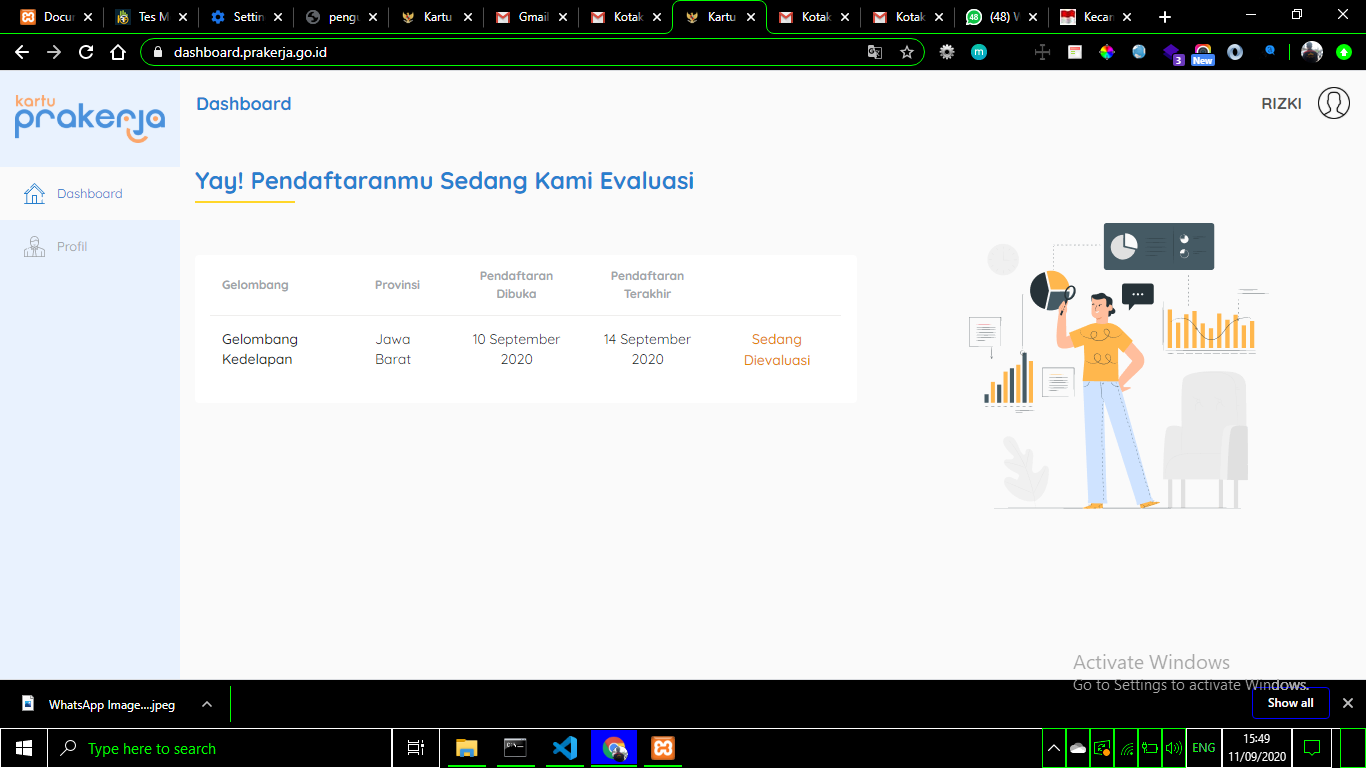 Docur
Tes M
Settin
pengu
Kartu
Gmail
Kotak
Kartu
Kotak
Kotak
(48) W
Kecan
dashboard.prakerja.go.id
3
New
m
kartu
prakerja
Dashboard
RIZKI
Dashboard
Profil
Yay! Pendaftaranmu Sedang Kami Evaluasi
Gelombang
Provinsi
Pendaftaran
Dibuka
Pendaftaran
Terakhir
Gelombang
Kedelapan
Jawa
Barat
10 September
2020
14 September
2020
Sedang
Dievaluasi
Activate Windows
Go to Settings to activate Windows.
WhatsApp Image....jpeg
Show all
Type here to search
ENG
15:49
11/09/2020